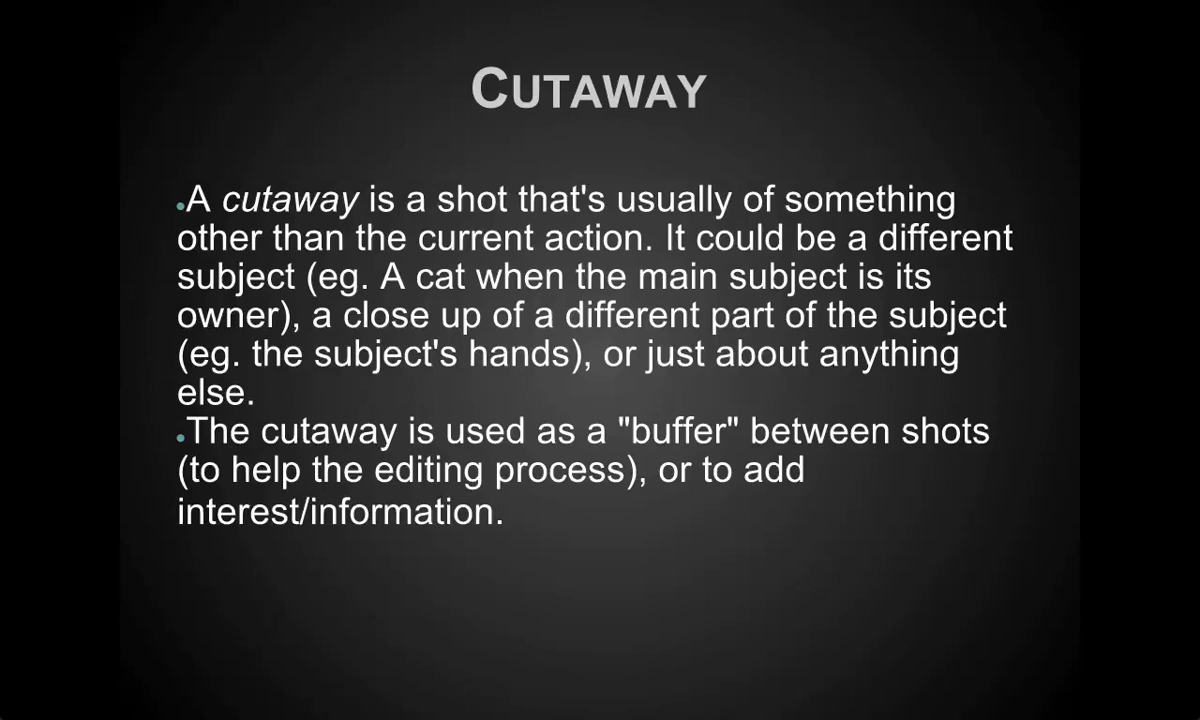 CUTAWAY
•A cutaway is a shot that's usually of something
other than the current action. It could be a different
subject (eg. A cat when the main subject is its
owner), a close up of a different part of the subject
(eg. the subject's hands), or just about anything
else.
•The cutaway is used as a "buffer" between shots
(to help the editing process), or to add
interest/information.